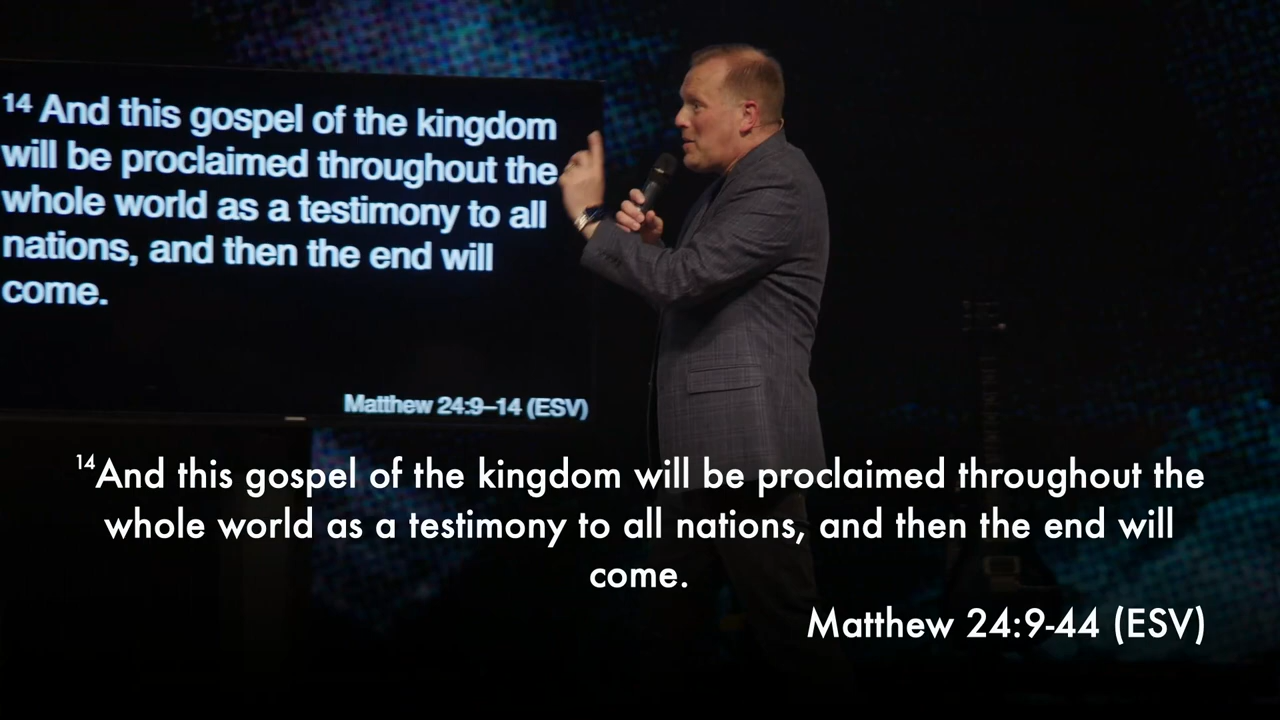 14 And this gospel of the kingdom
will be proclaimed throughout the
whole world as a testimony to all
nations, and then the end will
come.
Matthew 24:9–14 (ESV)
14And this gospel of the kingdom will be proclaimed throughout the
whole world as a testimony to all nations, and then the end will
come.
Matthew 24:9-44 (ESV)